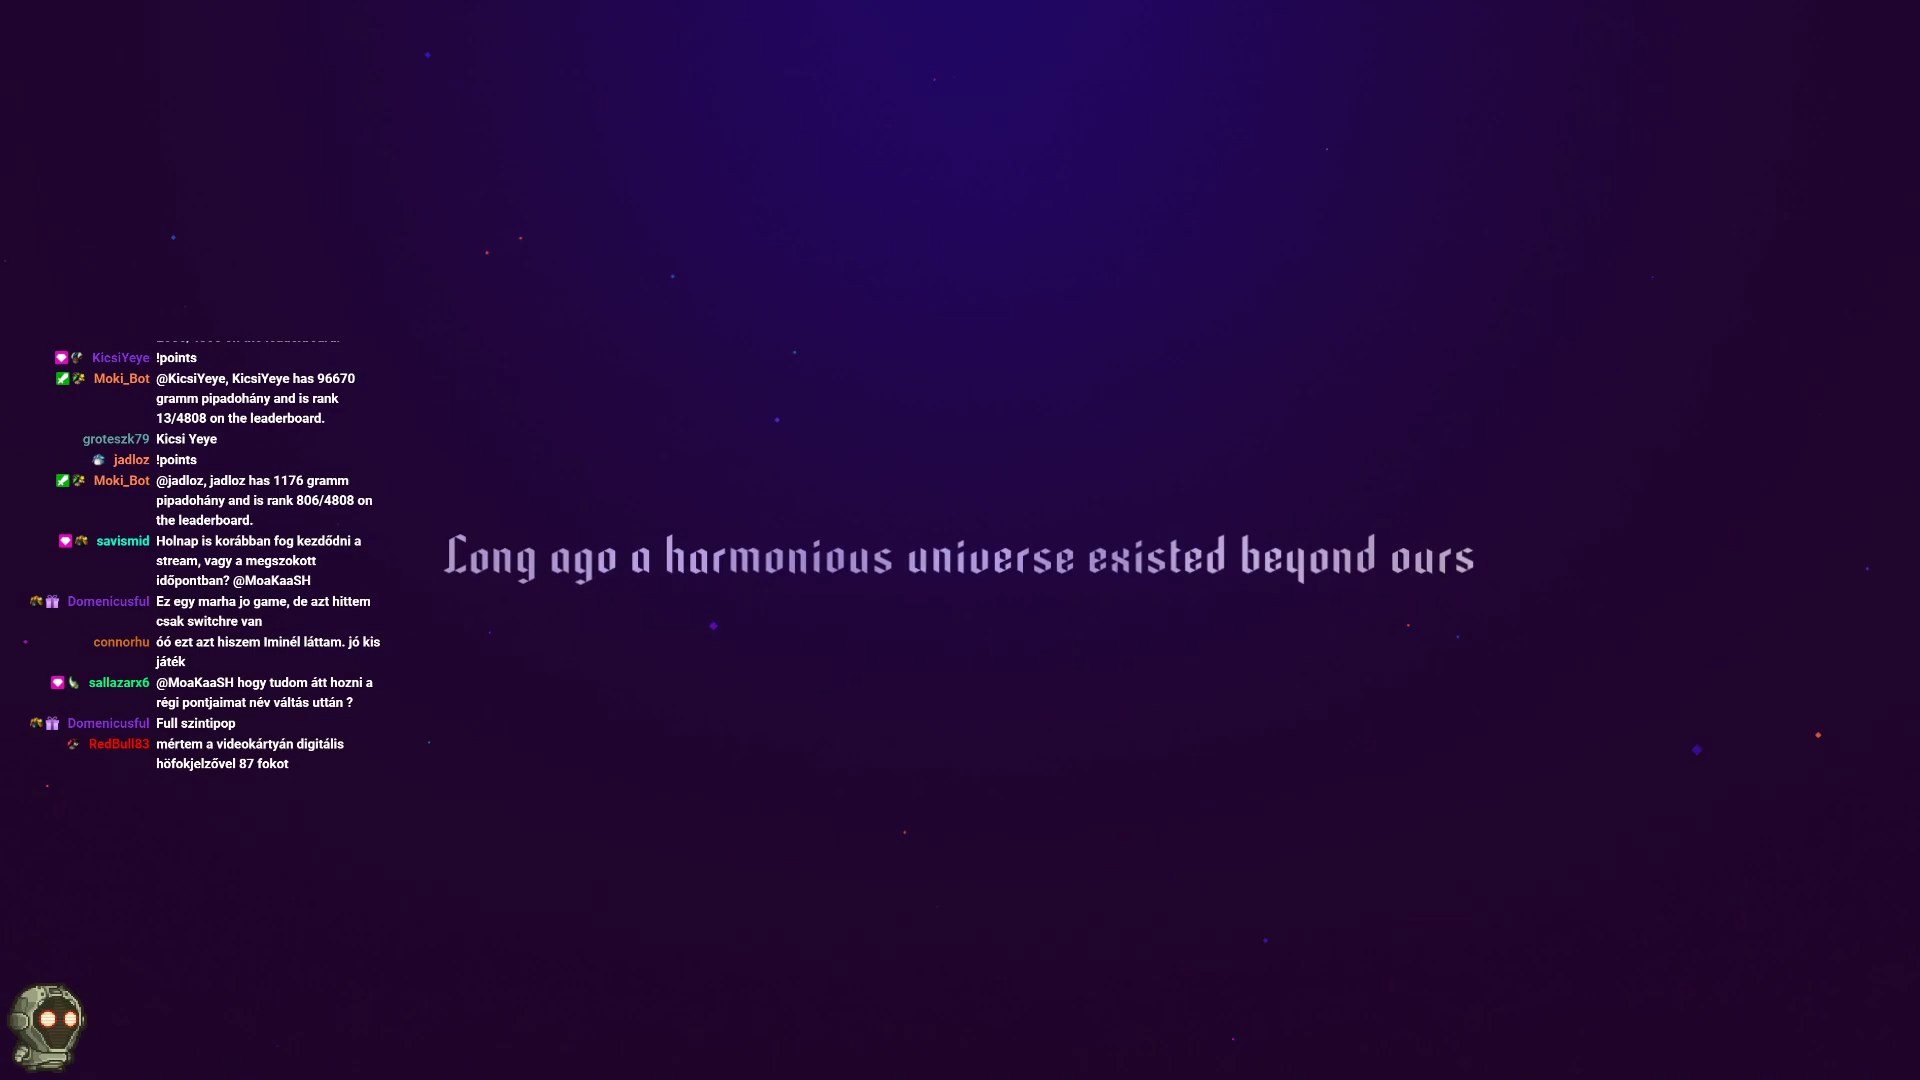 KicsiYeye !points
Moki_Bot @KicsiYeye, KicsiYeye has 96670
gramm pipadohány and is rank
13/4808 on the leaderboard.
groteszk79 Kicsi Yeye
jadloz !points
Moki_Bot @jadloz, jadloz has 1176 gramm
pipadohány and is rank 806/4808 on
the leaderboard.
savismid Holnap is korábban fog kezdődni a
stream, vagy a megszokott
időpontban? @MoaKaaSH
Domenicusful Ez egy marha jo game, de azt hittem
csak switchre van
connorhu óó ezt azt hiszem Iminél láttam. jó kis
játék
sallazarx6 @MoaKaaSH hogy tudom átt hozni a
régi pontjaimat név váltás uttán ?
Domenicusful Full szintipop
RedBull83 mértem a videokártyán digitális
höfokjelzővel 87 fokot
Long ago a harmonious universe existed beyond ours